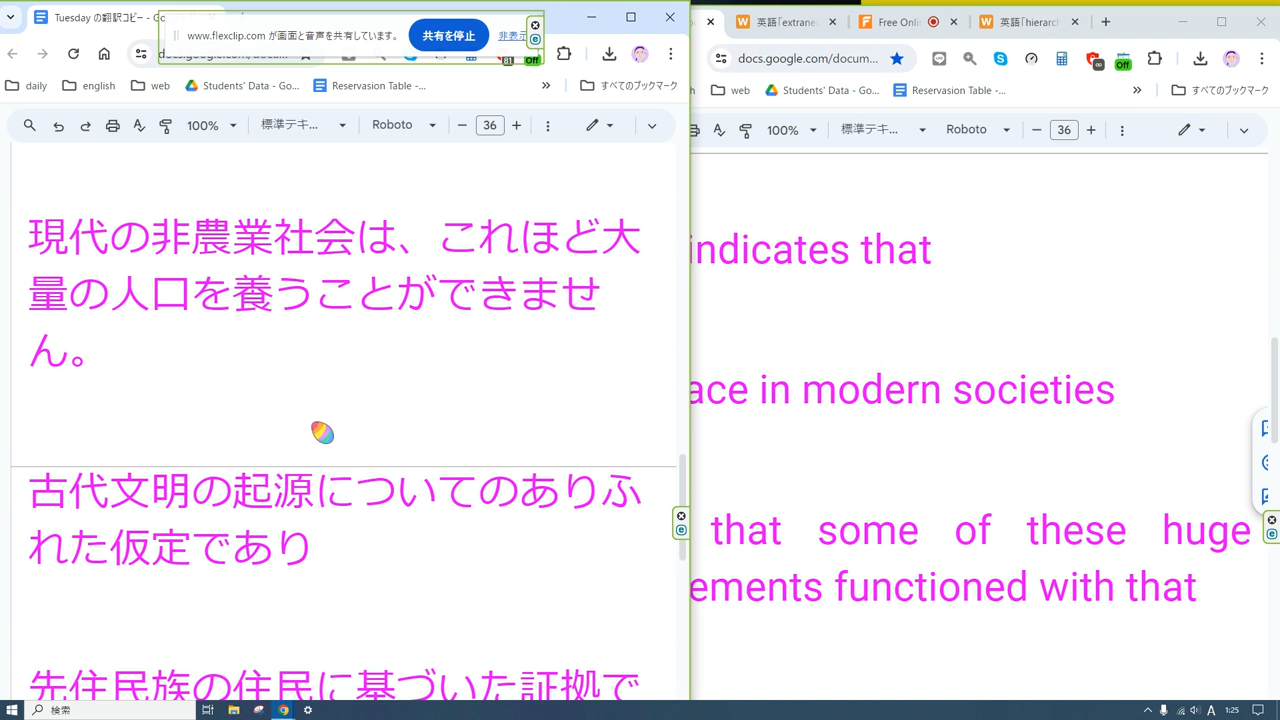 Tuesday の翻訳コピー - Go
www.flexclip.com が画面と音声を共有しています。
共有を停止
非表示
Off
daily
english
web
Students' Data - Go...
Reservasion Table -...
»
すべてのブックマーク
100%
標準テキ...
Roboto
36
現代の非農業社会は、これほど大
量の人口を養うことができませ
ん。
古代文明の起源についてのありふ
れた仮定であり
先住民族の住民に基づいた証拠で
英語「extrane
Free Onli
英語「hierarc
docs.google.com/docum...
Off
web
Students' Data - Go...
Reservasion Table -...
»
すべてのブックマーク
100%
標準テキ...
Roboto
36
indicates that
ace in modern societies
that some of these huge
ements functioned with that
検索
A
1:25